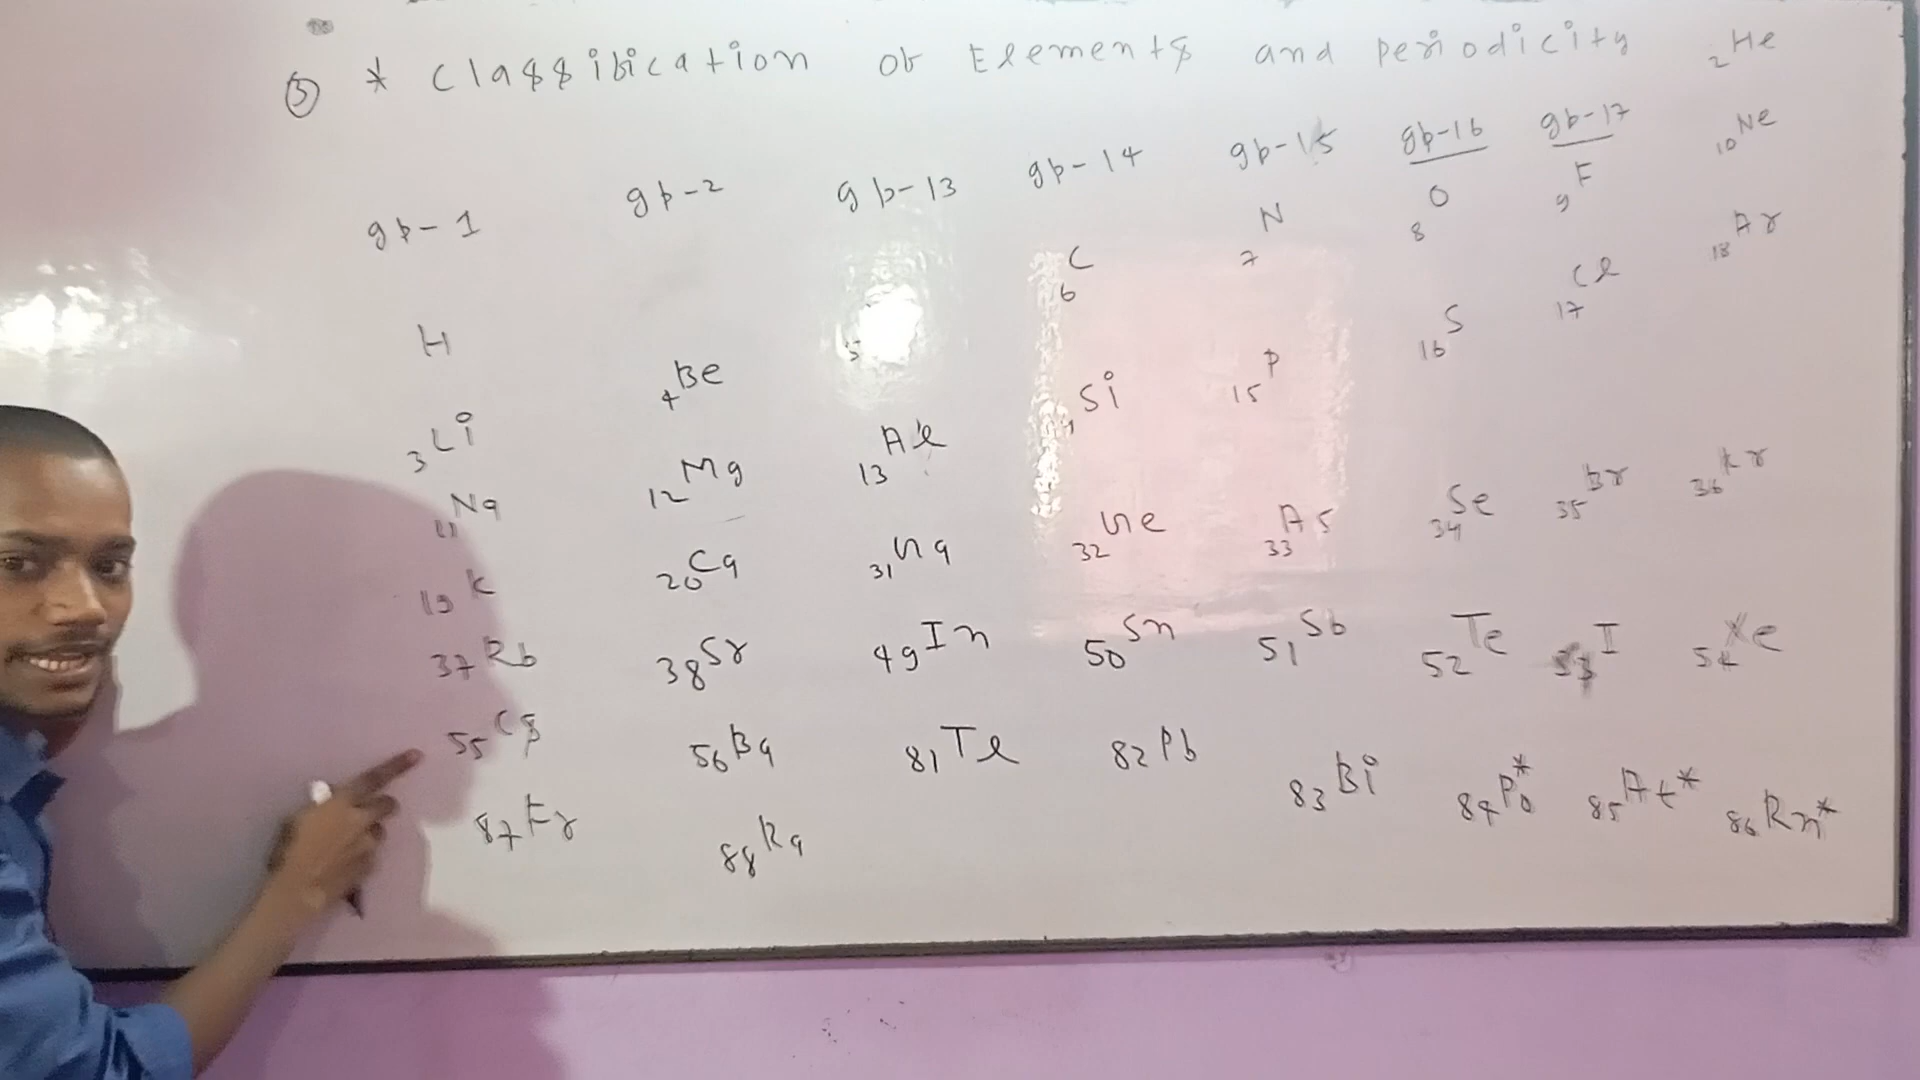 (5) * Classification of Elements and periodicity
gp-1 gp-2 gp-13 gp-14 gp-15 gp-16 gp-17
2He
H
3Li 4Be 5 6C 7N 8O 9F 10Ne
11Na 12Mg 13Al Si 15P 16S 17Cl 18Ar
19K 20Ca 31Ga 32Ge 33As 34Se 35Br 36Kr
37Rb 38Sr 49In 50Sn 51Sb 52Te 53I 54Xe
55Cs 56Ba 81Tl 82Pb 83Bi 84Po* 85At* 86Rn*
87Fr 88Ra